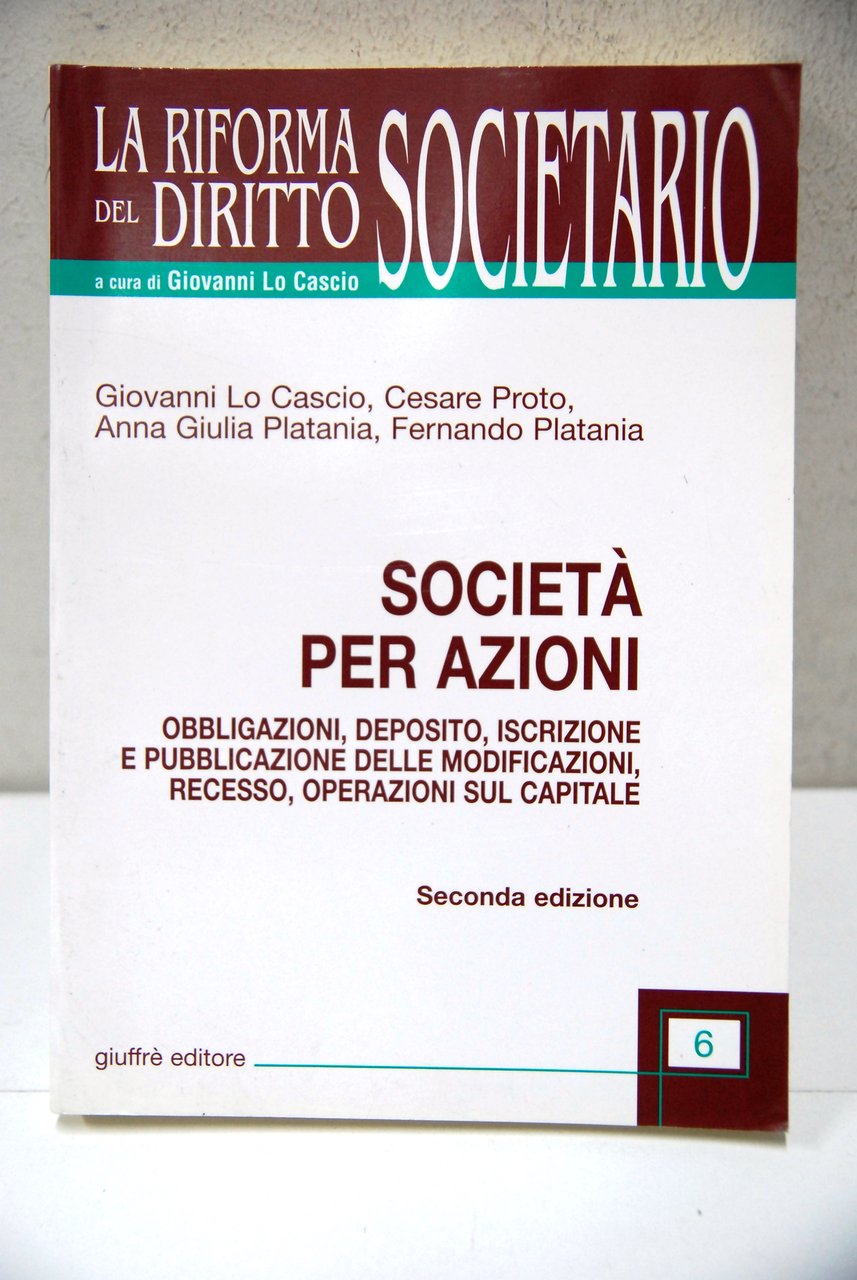 LA RIFORMA
DEL DIRITTO
SOCIETARIO
a cura di Giovanni Lo Cascio
Giovanni Lo Cascio, Cesare Proto,
Anna Giulia Platania, Fernando Platania
SOCIETÀ
PER AZIONI
OBBLIGAZIONI, DEPOSITO, ISCRIZIONE
E PUBBLICAZIONE DELLE MODIFICAZIONI,
RECESSO, OPERAZIONI SUL CAPITALE
Seconda edizione
giuffrè editore
6